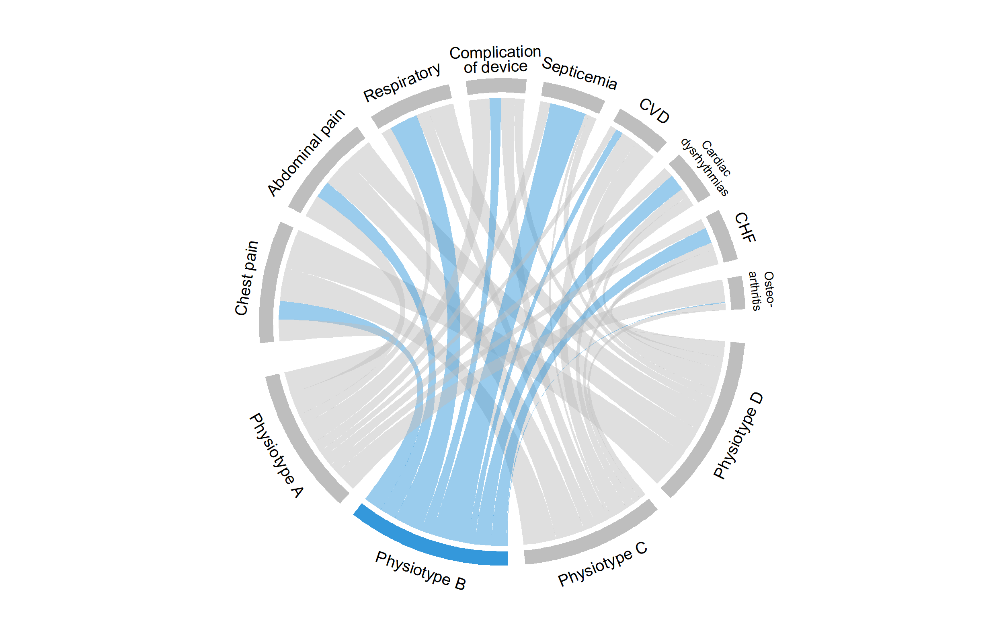 Complication
of device
Septicemia
Respiratory
CVD
Abdominal pain
Cardiac
dysrhythmias
CHF
Chest pain
Osteo-
arthritis
Physiotype A
Physiotype D
Physiotype B
Physiotype C